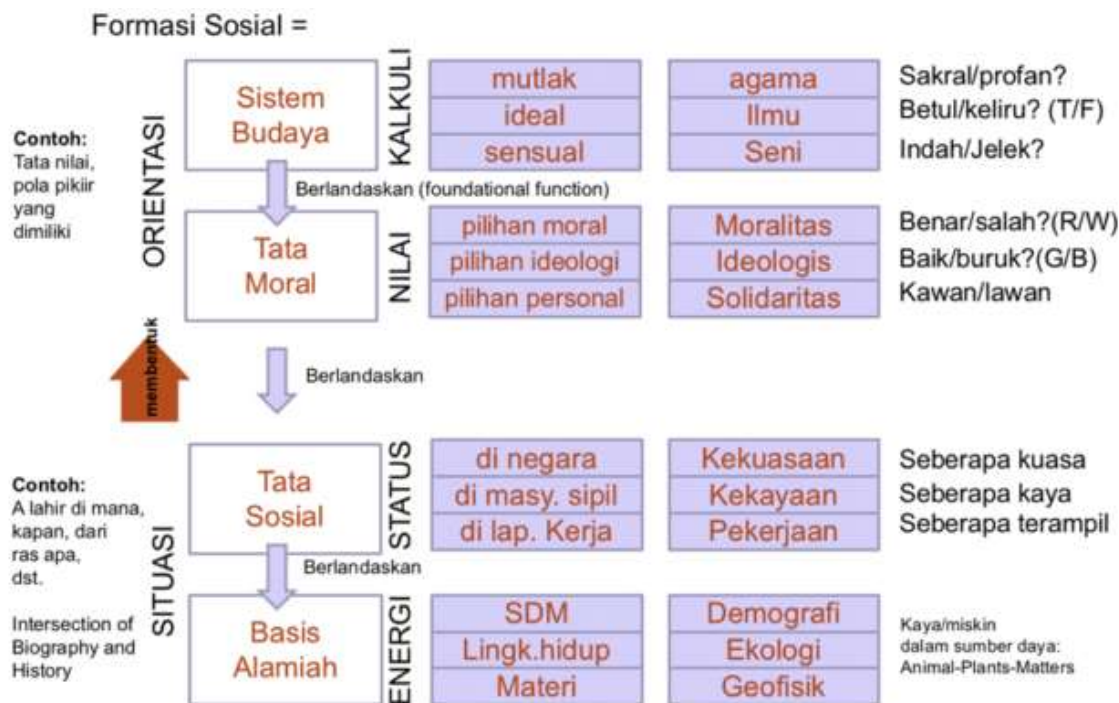 Formasi Sosial =
ORIENTASI
Contoh:
Tata nilai,
pola pikiir
yang
dimiliki
Sistem
Budaya
KALKULI
mutlak
ideal
sensual
agama
Ilmu
Seni
Sakral/profan?
Betul/keliru? (T/F)
Indah/Jelek?
Berlandaskan (foundational function)
Tata
Moral
NILAI
pilihan moral
pilihan ideologi
pilihan personal
Moralitas
Ideologis
Solidaritas
Benar/salah?(R/W)
Baik/buruk?(G/B)
Kawan/lawan
membentuk
Berlandaskan
SITUASI
Contoh:
A lahir di mana,
kapan, dari
ras apa,
dst.
Tata
Sosial
STATUS
di negara
di masy. sipil
di lap. Kerja
Kekuasaan
Kekayaan
Pekerjaan
Seberapa kuasa
Seberapa kaya
Seberapa terampil
Berlandaskan
Intersection of
Biography and
History
Basis
Alamiah
ENERGI
SDM
Lingk.hidup
Materi
Demografi
Ekologi
Geofisik
Kaya/miskin
dalam sumber daya:
Animal-Plants-Matters